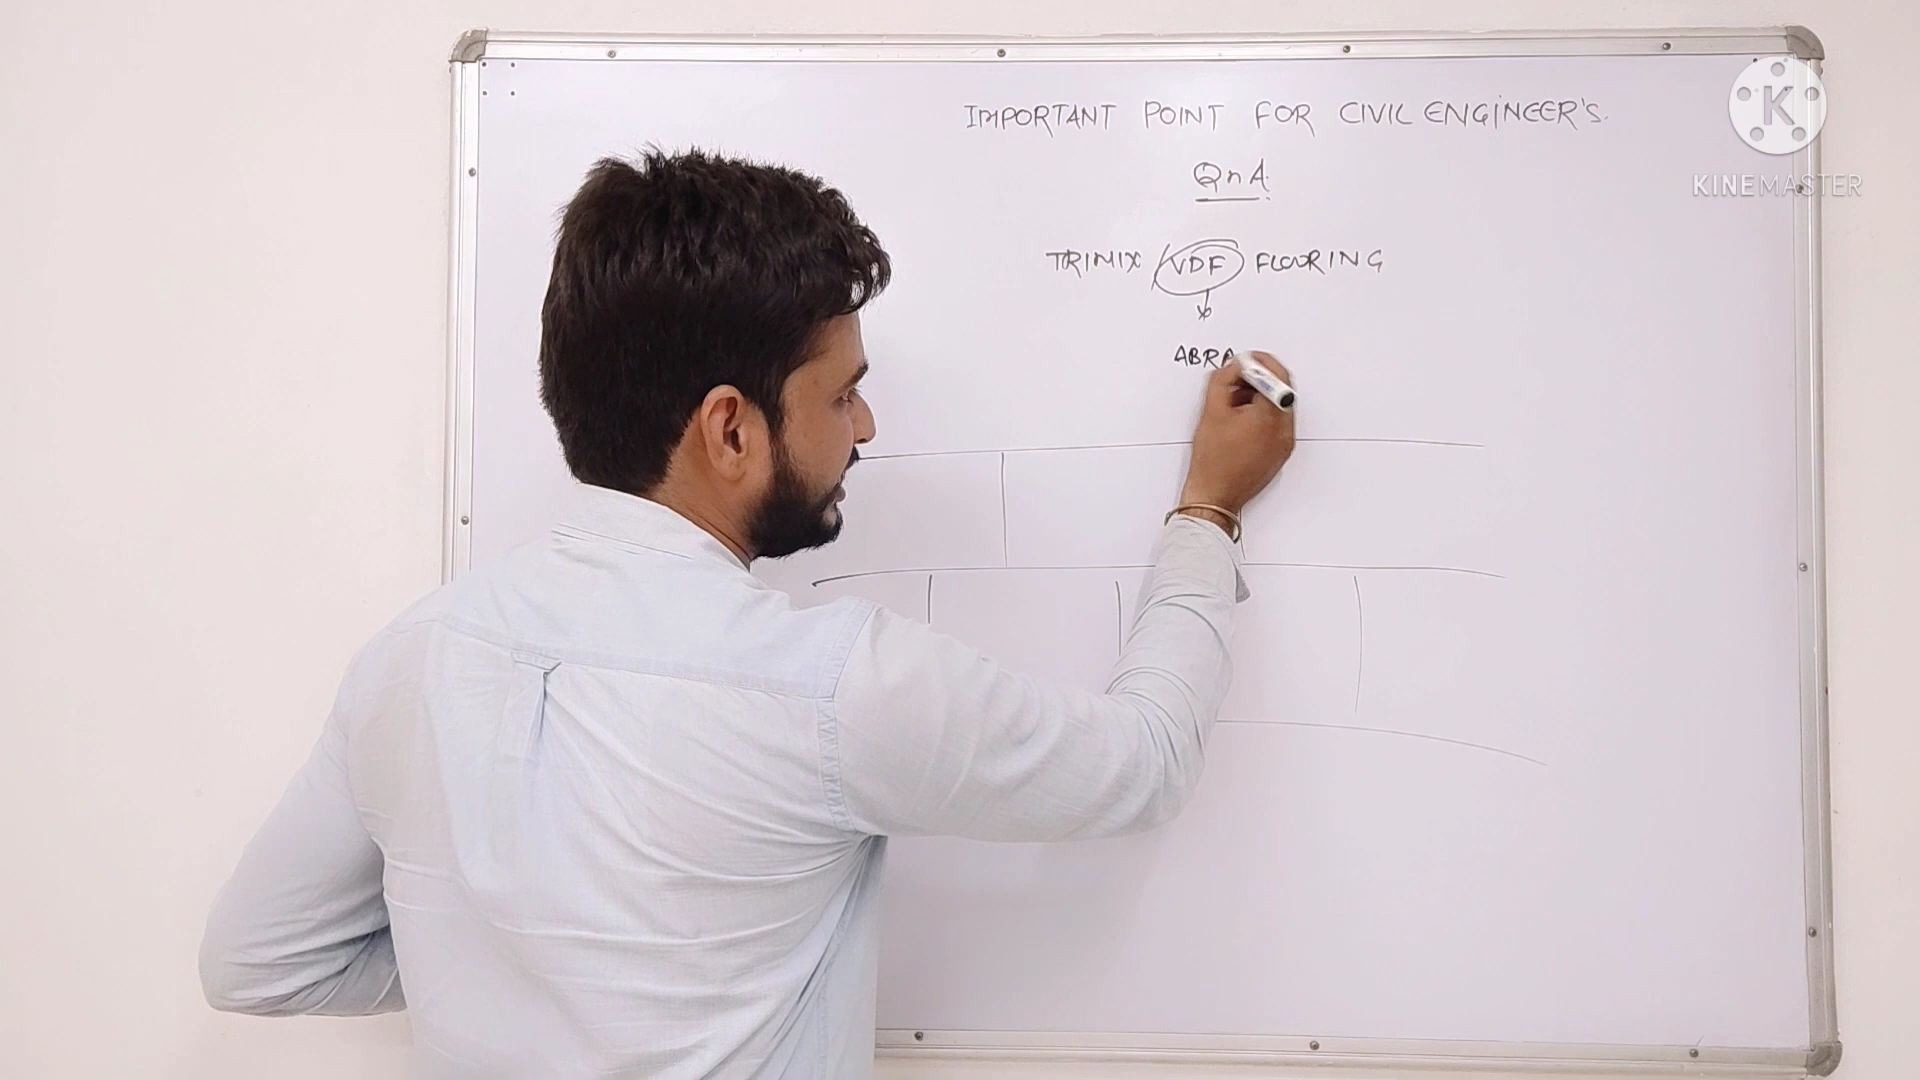 IMPORTANT POINT FOR CIVIL ENGINEER'S.
QnA
TRIMIX VDF FLOORING
ABRA
K
KINEMASTER